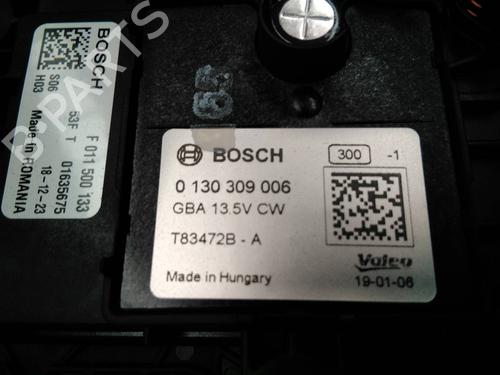 BOSCH
S06
H03
53F T
F 011 500 133
01635675
18-12-23
Made in ROMANIA
BOSCH
300 -1
0 130 309 006
GBA 13.5V CW
T83472B - A
Made in Hungary
Valeo
19-01-06
B-PARTS